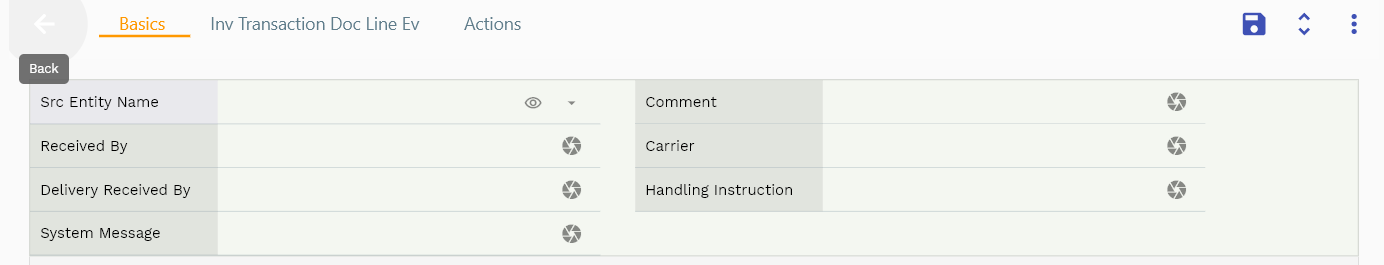 Basics Inv Transaction Doc Line Ev Actions
Back
Src Entity Name Comment
Received By Carrier
Delivery Received By Handling Instruction
System Message